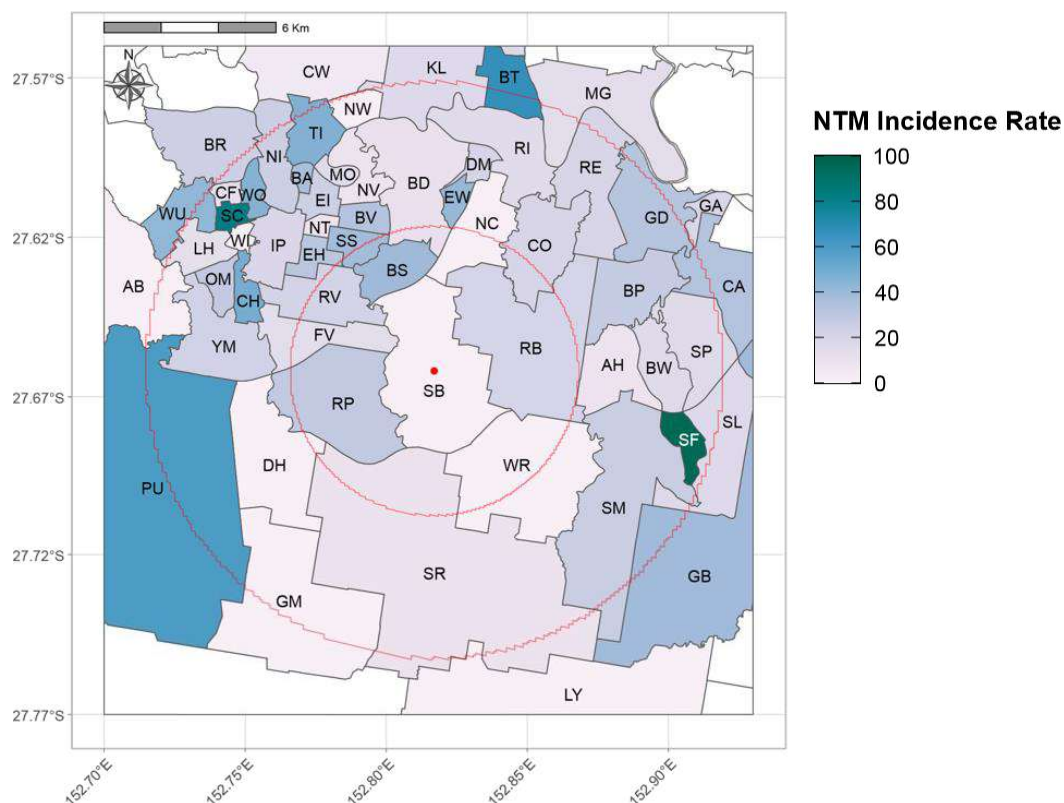 6 Km
N
27.57°S
27.62°S
27.67°S
27.72°S
27.77°S
CW
KL
BT
MG
NW
TI
BR
NI
RI
RE
MO
DM
BA
NV
BD
CF
WO
EI
EW
GA
WU
SC
BV
NC
GD
NT
LH
WI
IP
SS
CO
EH
BS
OM
AB
CH
RV
BP
CA
YM
FV
RB
SP
AH
BW
SB
RP
SL
SF
DH
WR
PU
SM
SR
GB
GM
LY
152.70°E
152.75°E
152.80°E
152.85°E
152.90°E
NTM Incidence Rate
100
80
60
40
20
0